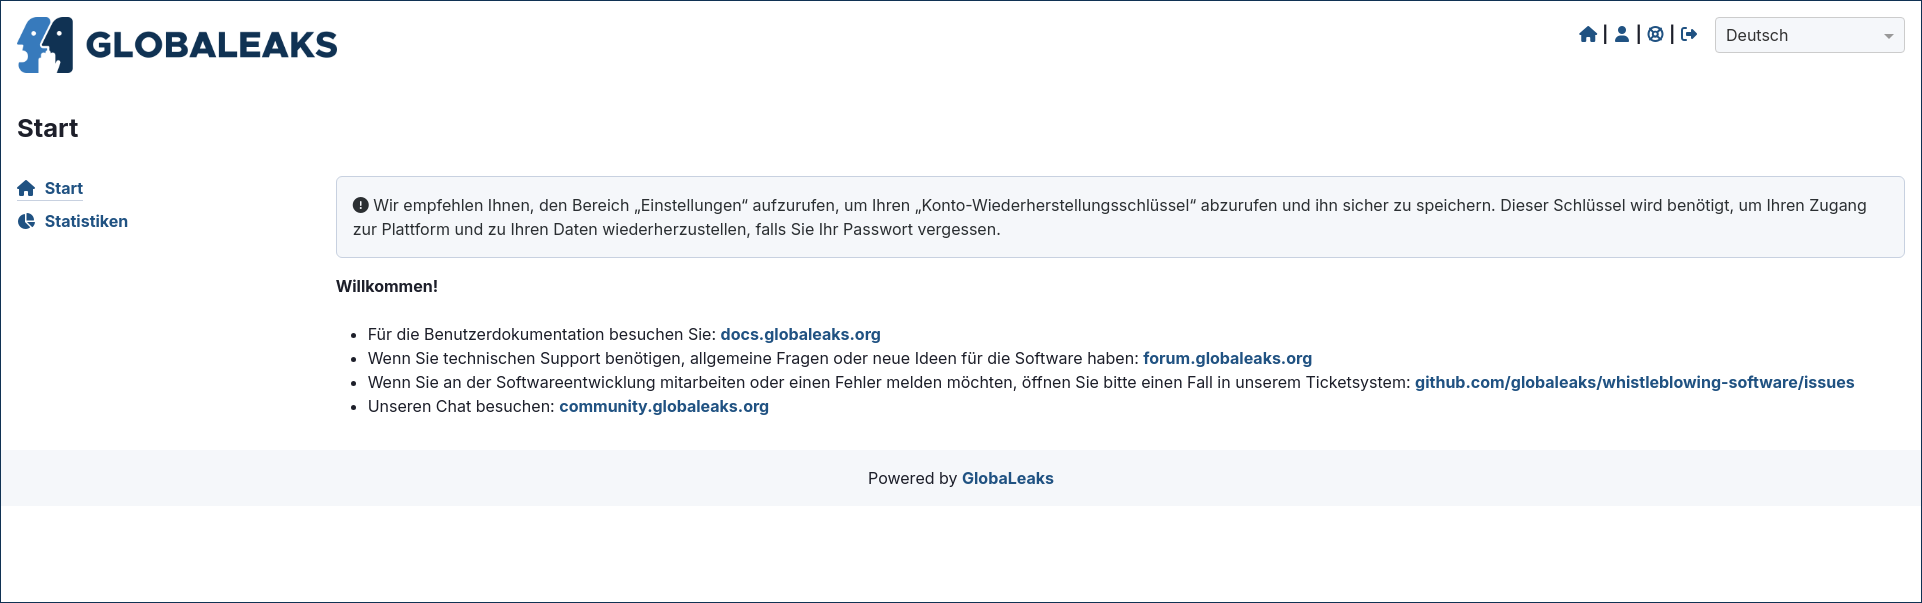 GLOBALEAKS
Deutsch
Start
Start
Statistiken
Wir empfehlen Ihnen, den Bereich „Einstellungen“ aufzurufen, um Ihren „Konto-Wiederherstellungsschlüssel“ abzurufen und ihn sicher zu speichern. Dieser Schlüssel wird benötigt, um Ihren Zugang
zur Plattform und zu Ihren Daten wiederherzustellen, falls Sie Ihr Passwort vergessen.
Willkommen!
Für die Benutzerdokumentation besuchen Sie: docs.globaleaks.org
Wenn Sie technischen Support benötigen, allgemeine Fragen oder neue Ideen für die Software haben: forum.globaleaks.org
Wenn Sie an der Softwareentwicklung mitarbeiten oder einen Fehler melden möchten, öffnen Sie bitte einen Fall in unserem Ticketsystem: github.com/globaleaks/whistleblowing-software/issues
Unseren Chat besuchen: community.globaleaks.org
Powered by GlobaLeaks